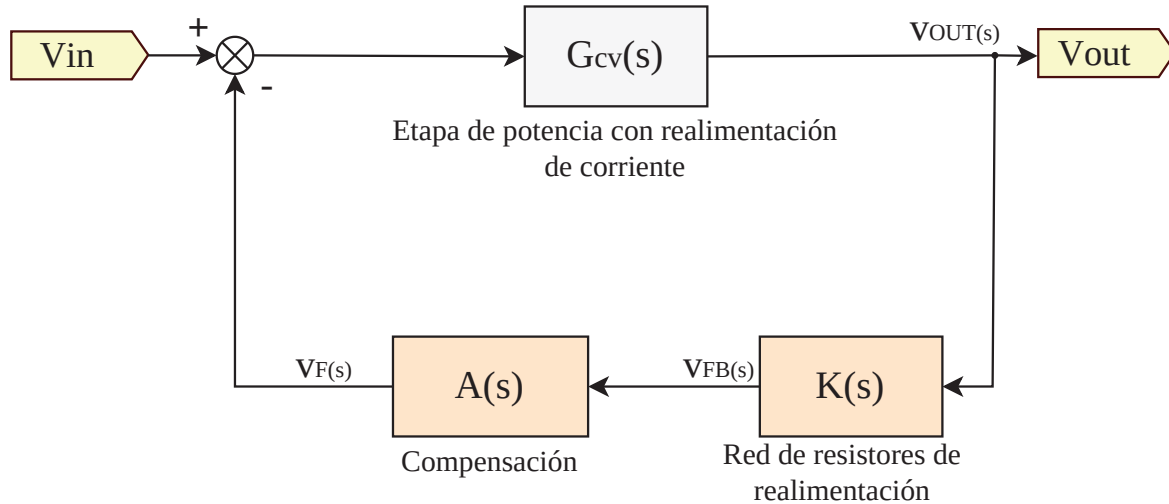 +
Vin
-
Gcv(s)
vOUT(s)
Vout
Etapa de potencia con realimentación
de corriente
vF(s)
A(s)
vFB(s)
K(s)
Compensación
Red de resistores de
realimentación